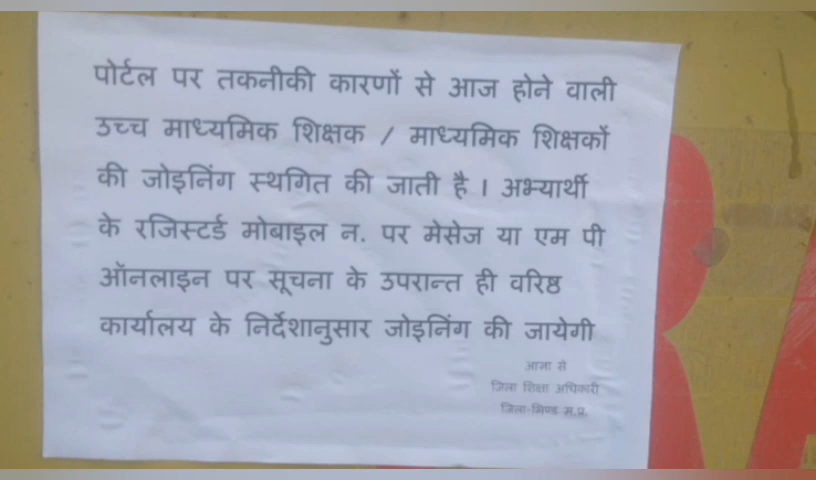 पोर्टल पर तकनीकी कारणों से आज होने वाली
उच्च माध्यमिक शिक्षक / माध्यमिक शिक्षकों
की जोइनिंग स्थगित की जाती है । अभ्यार्थी
के रजिस्टर्ड मोबाइल न. पर मेसेज या एम पी
ऑनलाइन पर सूचना के उपरान्त ही वरिष्ठ
कार्यालय के निर्देशानुसार जोइनिंग की जायेगी
आज्ञा से
जिला शिक्षा अधिकारी
जिला-भिण्ड म.प्र.